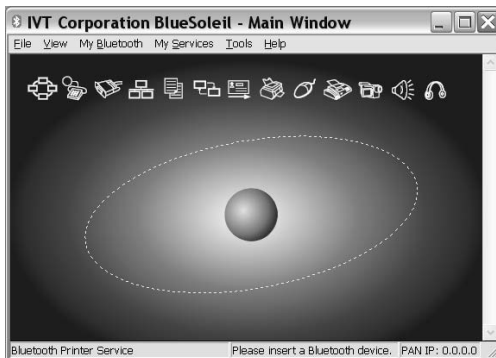 IVT Corporation BlueSoleil - Main Window
File View My Bluetooth My Services Tools Help
Bluetooth Printer Service Please insert a Bluetooth device. PAN IP: 0.0.0.0